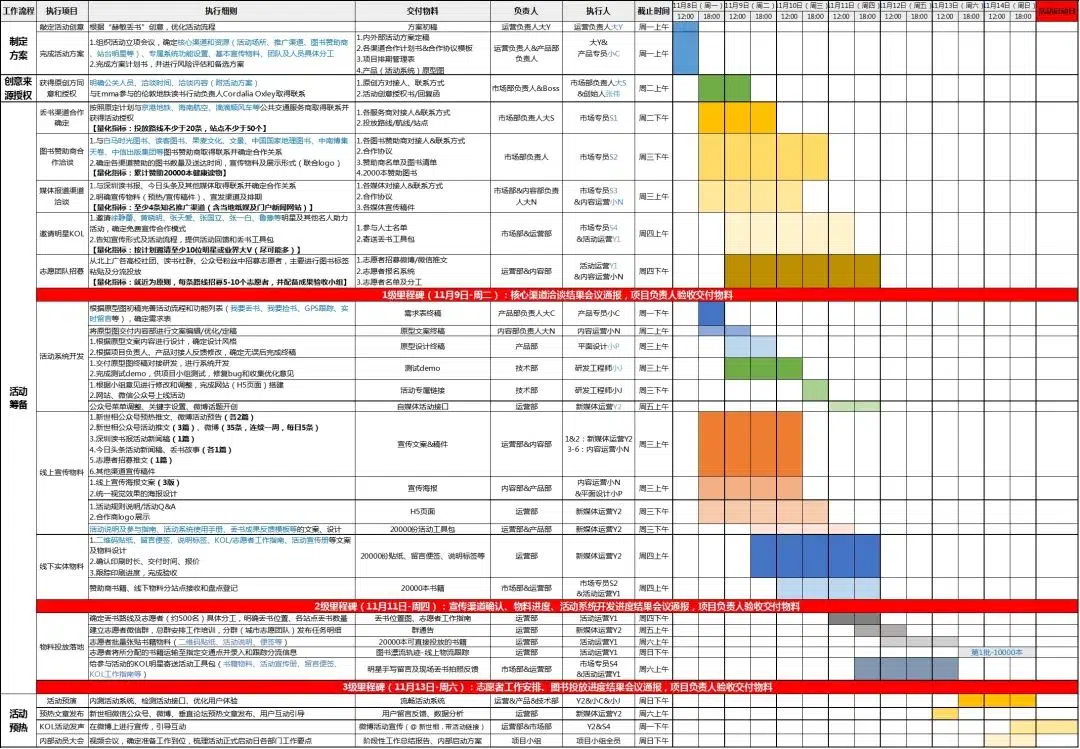 工作流程 执行项目 执行细则 交付物料 负责人 执行人 截止时间 11月8日（周一） 11月9日（周二） 11月10日（周三） 11月11日（周四） 11月12日（周五） 11月13日（周六） 11月14日（周日）
12:00 18:00 12:00 18:00 12:00 18:00 12:00 18:00 12:00 18:00 12:00 18:00 12:00 18:00
制定方案
敲定活动创意 根据“赫敏丢书”创意，优化活动流程 方案初稿 运营负责人大Y 运营负责人大Y 周一上午
完成活动方案
1.组织活动立项会议，确定核心渠道和资源（活动场所、推广渠道、图书赞助商、站台明星等）、专属系统功能设置、基本宣传物料、团队及人员具体分工
2.完成方案计划书，并进行风险评估和备选方案
1.内外部活动方案定稿
2.各渠道合作计划书&合作协议模板
3.项目排期管理表
4.产品（活动系统）原型图
运营负责人&产品部负责人
大Y&
产品专员小C
周一上午
创意来源授权
获得原创方同意和授权
明确公关人员、洽谈时间、洽谈内容（附活动方案）
与Emma参与的伦敦地铁读书行动负责人Cordalia Oxley取得联系
1.原创方对接人、联系方式
2.活动创意授权书/回复函
市场部负责人&Boss
市场部负责人大S
&创始人张伟
周二上午
活动筹备
丢书渠道合作确定
按照原定计划与京港地铁、海南航空、滴滴顺风车等公共交通服务商取得联系并获得活动授权
【量化指标：投放路线不少于20条，站点不少于50个】
1.各服务商对接人&联系方式
2.投放路线/航线/站点
市场部负责人大S 市场专员S1 周二下午
图书赞助商合作洽谈
1.与白马时光图书、读客图书、果麦文化、文景、中国国家地理图书、中南博集天卷、中信出版集团等图书赞助商取得联系并确定合作关系
2.确定各渠道赞助的图书数量及送达时间，宣传物料及展示形式（联合logo）
【量化指标：累计赞助20000本健康读物】
1.各图书赞助商对接人&联系方式
2.合作协议
3.赞助商名单及图书清单
4.2000本赞助图书
市场部负责人 市场专员S2 周三下午
媒体报道渠道洽谈
1.与深圳读书报、今日头条及其他媒体取得联系并确定合作关系
2.明确宣传物料（预热/宣传稿件）、宣发渠道及排期
【量化指标：至少4条知名推广渠道（含当地纸媒及门户新闻网站）】
1.各媒体对接人&联系方式
2.合作协议
3.各媒体宣传稿件
市场部&内容部负责人大N
市场专员S3
&内容运营小N
周三上午
邀请明星KOL
1.邀请徐静蕾、黄晓明、张天爱、张国立、张一白、鲁豫等明星及其他名人助力活动，确定免费宣传合作模式
2.告知宣传形式及活动流程，提供活动回馈和丢书工具包
【量化指标：按计划邀请至少10位明星或业界大V（尽可能多）】
1.参与人士名单
2.寄送丢书工具包
市场部&运营部
市场专员S4
&活动运营Y1
周四上午
志愿团队招募
从北上广各高校社团、读书社群、公众号粉丝中招募志愿者，主要进行图书标签粘贴及分流投放
【量化指标：就近为原则，每条路线招募5-10个志愿者，并配备成果验收小组】
1.志愿者招募微博/微信推文
2.志愿者报名系统
3.志愿者名单及分工
运营部&内容部
活动运营Y1
&内容运营小N
周四下午
1级里程碑（11月9日-周二）：核心渠道洽谈结果会议通报，项目负责人验收交付物料
活动系统开发
根据原型图初稿完善活动流程和功能列表（我要丢书、我要捡书、GPS跟踪、实时留言等），确定需求表
需求表终稿 产品部负责人大C 产品专员小C 周一下午
将原型图交付内容部进行文案编辑/优化/定稿 原型文案终稿 内容部负责人大N 内容运营小N 周二上午
1.根据原型文案内容进行设计，确定设计风格
2.根据项目负责人、产品对接人反馈修改，确定无误后完成终稿
原型设计终稿 产品部 平面设计小P 周三上午
1.交付原型图终稿对接研发，进行系统开发
2.完成测试demo，供项目小组测试，修复bug和收集优化意见
测试demo 技术部 研发工程师小J 周三下午
1.根据小组意见进行修改和调整，完成网站（H5页面）搭建
2.网站、微信公众号上线活动
活动专属链接 技术部 研发工程师小J 周三下午
公众号菜单调整、关键字设置、微博话题开创 自媒体活动接口 运营部 新媒体运营Y2 周五上午
线上宣传物料
1.新世相公众号预热推文、微博活动预告（各2篇）
2.新世相公众号活动推文（3篇）、微博（35条，连续一周，每日5条）
3.深圳读书报活动新闻稿（1篇）
4.今日头条活动新闻稿、丢书故事（各1篇）
5.志愿者招募推文（1篇）
6.其他渠道宣传稿件
宣传文案&稿件 运营部&内容部
1&2：新媒体运营Y2
3-6：内容运营小N
周三上午
1.线上宣传海报文案（3版）
2.统一视觉效果的海报设计
宣传海报 内容部&产品部
内容运营小N
&平面设计小P
周三上午
1.活动规则说明/活动Q&A
2.合作商logo展示
H5页面 运营部&产品部 新媒体运营Y2 周三下午
活动说明及参与指南、活动系统使用手册、丢书成果反馈模板等的文案、设计 20000份活动工具包 运营部&产品部 新媒体运营Y2 周三下午
线下实体物料
1.二维码贴纸、留言便签、说明标签、KOL/志愿者工作指南、活动宣传册等文案及物料设计
2.确认印刷时长、交付时间、报价
3.跟踪印刷进度，完成验收
20000份贴纸、留言便签、说明标签等 运营部 新媒体运营Y2 周四上午
赞助商书籍、线下物料分站点接收和盘点登记 20000本书籍 市场部&运营部
市场专员S2
&活动运营Y1
周四上午
2级里程碑（11月11日-周四）：宣传渠道确认、物料进度、活动系统开发进度结果会议通报，项目负责人验收交付物料
物料投放落地
确定丢书路线及志愿者（约500名）具体分工，明确丢书位置、各站点丢书数量 丢书位置图、志愿者工作指南 运营部 活动运营Y1 周四下午
建立志愿者微信群，总群安排工作培训，分群（城市志愿团队）发布任务明细 群通告 运营部 新媒体运营Y2 周五上午
志愿者批量张贴书籍物料（二维码贴纸、活动说明、便签等） 20000本可直接投放的书籍 运营部 活动运营Y1 周六上午
志愿者将所分配的书籍运输至指定交通点并录入和跟踪分流信息 图书漂流轨迹-线上物流跟踪 运营部 活动运营Y1 周日下午 第1批-10000本
给参与活动的KOL明星寄送活动工具包（书籍物料、活动宣传册、留言便签、KOL工作指南等）
明星手写留言及现场丢书拍照反馈 市场部&运营部
市场专员S4
&活动运营Y1
周六上午
3级里程碑（11月13日-周六）：志愿者工作安排、图书投放进度结果会议通报，项目负责人验收交付物料
活动预热
活动预演 内测活动系统、检测活动接口、优化用户体验 流畅活动系统 运营&产品&技术部 Y2&小C&小J 周日下午
预热文章发布 新世相微信公众号、微博、垂直论坛预热文章发布、用户互动引导 用户留言反馈、数据分析 运营部 新媒体运营Y2 周六上午
KOL活动发声 在微博上进行宣传，引导互动 微博活动宣传（@新世相,带活动链接） 运营部&市场部 Y2&S4 周一下午
内部动员大会 视频会议，确定准备工作到位，梳理活动正式启动日各部门工作要点 阶段性工作总结报告、内部启动方案 项目小组 项目小组全员 周日下午